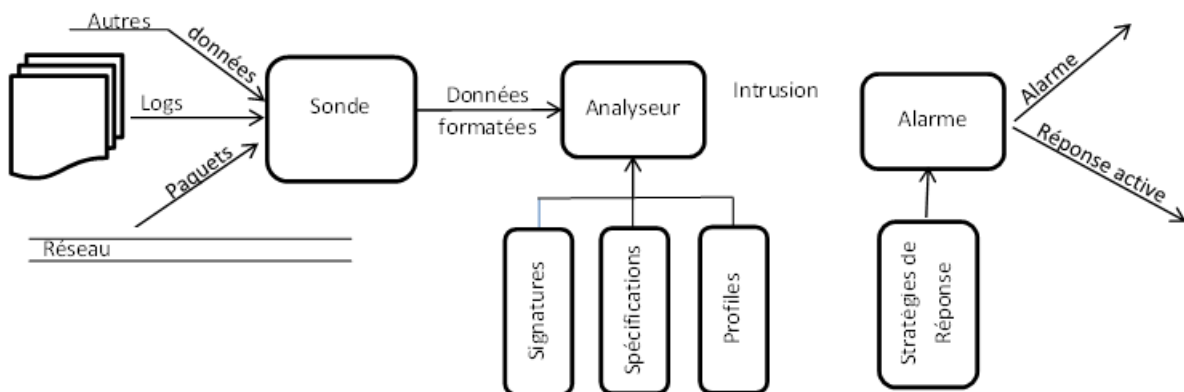 Autres
données
Logs
Paquets
Réseau
Sonde
Données
formatées
Analyseur
Intrusion
Alarme
Alarme
Réponse active
Signatures
Spécifications
Profiles
Stratégies de
Réponse